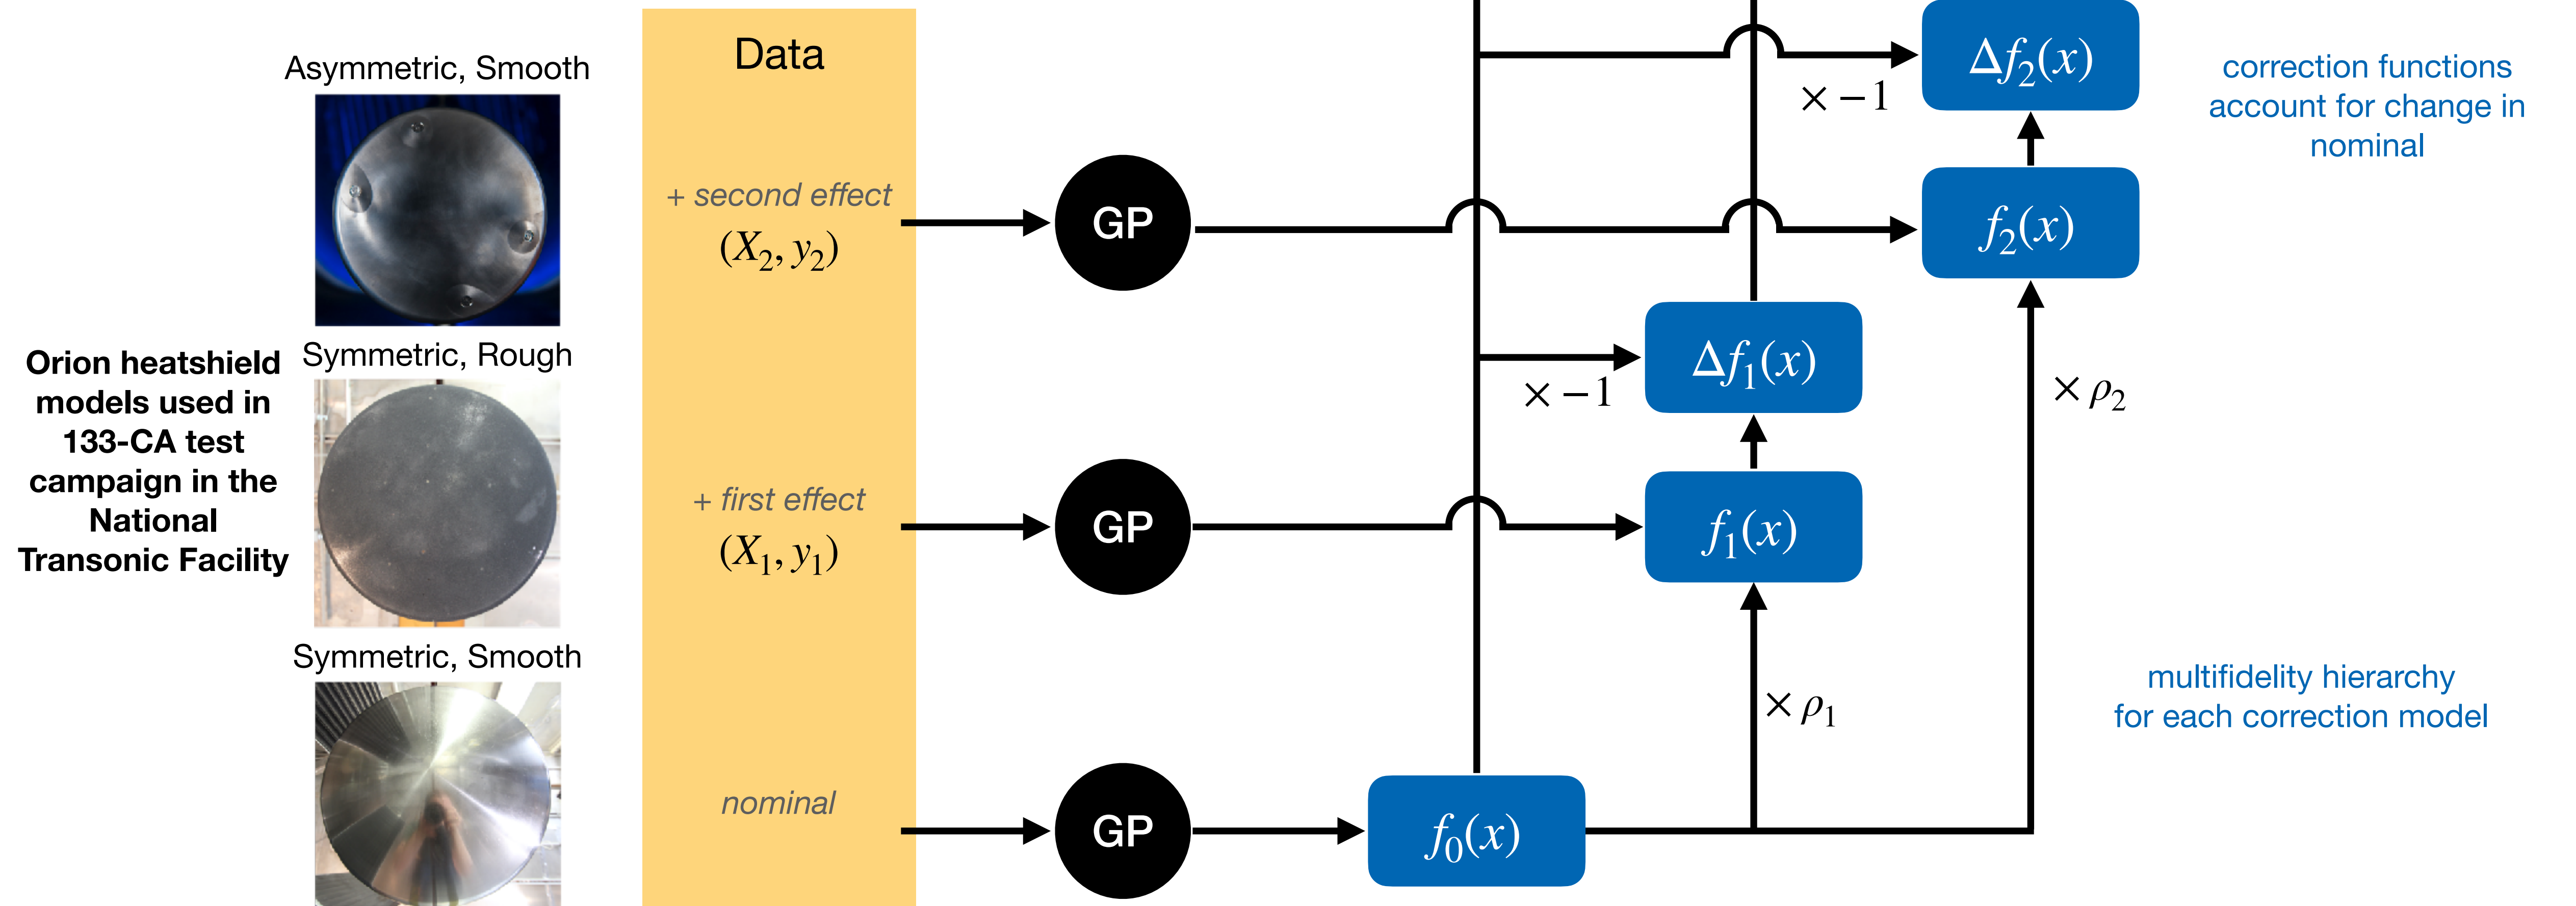 Asymmetric, Smooth
Orion heatshield
models used in
133-CA test
campaign in the
National
Transonic Facility
Symmetric, Rough
Symmetric, Smooth
Data
+ second effect
(X₂, y₂)
+ first effect
(X₁, y₁)
nominal
GP
GP
GP
Δf₂(x)
× −1
f₂(x)
Δf₁(x)
× −1
f₁(x)
× ρ₂
× ρ₁
f₀(x)
correction functions
account for change in
nominal
multifidelity hierarchy
for each correction model